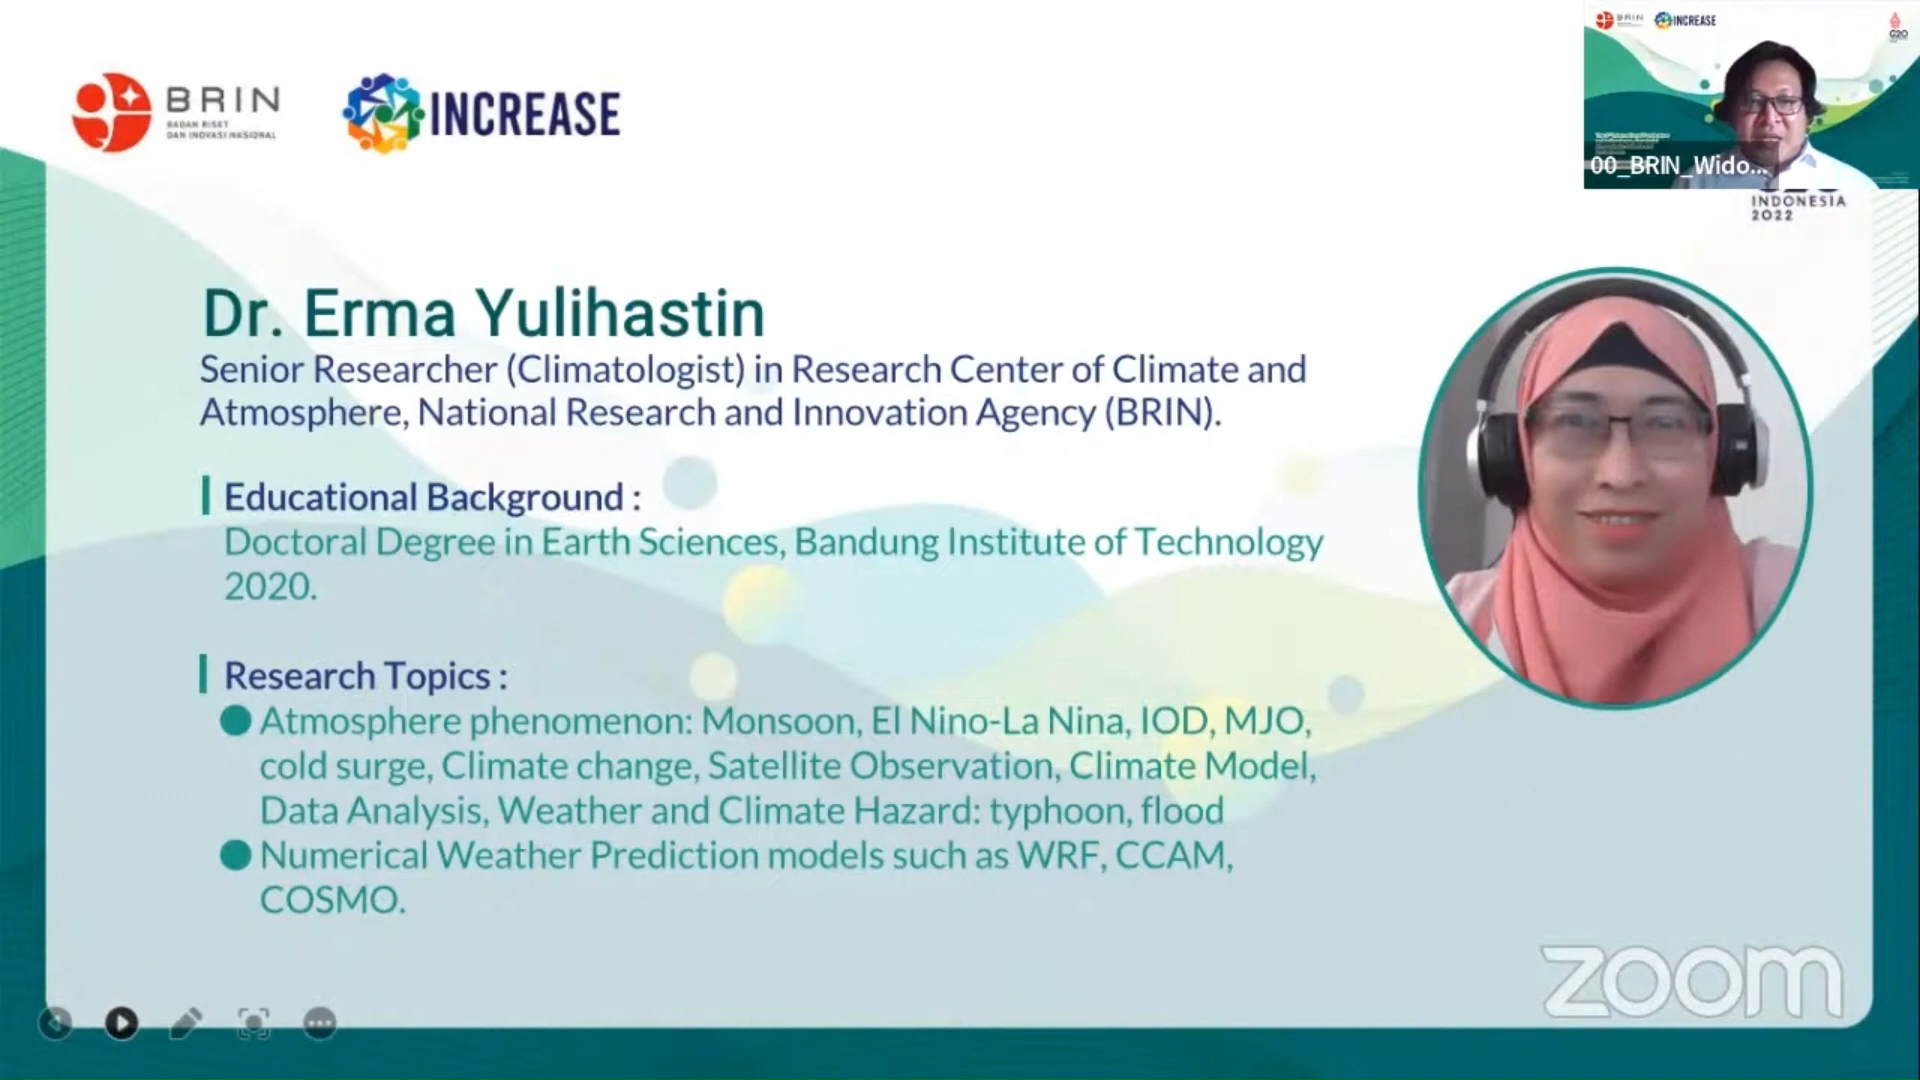 BRIN
BADAN RISET
DAN INOVASI NASIONAL
INCREASE
BRIN
INCREASE
G20
00_BRIN_Wido...
INDONESIA
2022
Dr. Erma Yulihastin
Senior Researcher (Climatologist) in Research Center of Climate and
Atmosphere, National Research and Innovation Agency (BRIN).
Educational Background :
Doctoral Degree in Earth Sciences, Bandung Institute of Technology
2020.
Research Topics :
Atmosphere phenomenon: Monsoon, El Nino-La Nina, IOD, MJO,
cold surge, Climate change, Satellite Observation, Climate Model,
Data Analysis, Weather and Climate Hazard: typhoon, flood
Numerical Weather Prediction models such as WRF, CCAM,
COSMO.
zoom